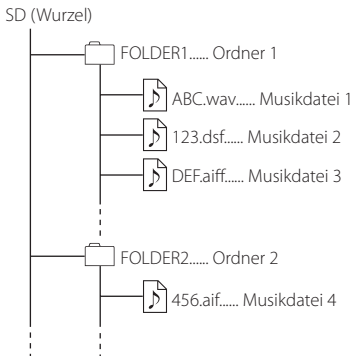 SD (Wurzel)
FOLDER1...... Ordner 1
ABC.wav...... Musikdatei 1
123.dsf...... Musikdatei 2
DEF.aiff...... Musikdatei 3
FOLDER2...... Ordner 2
456.aif...... Musikdatei 4